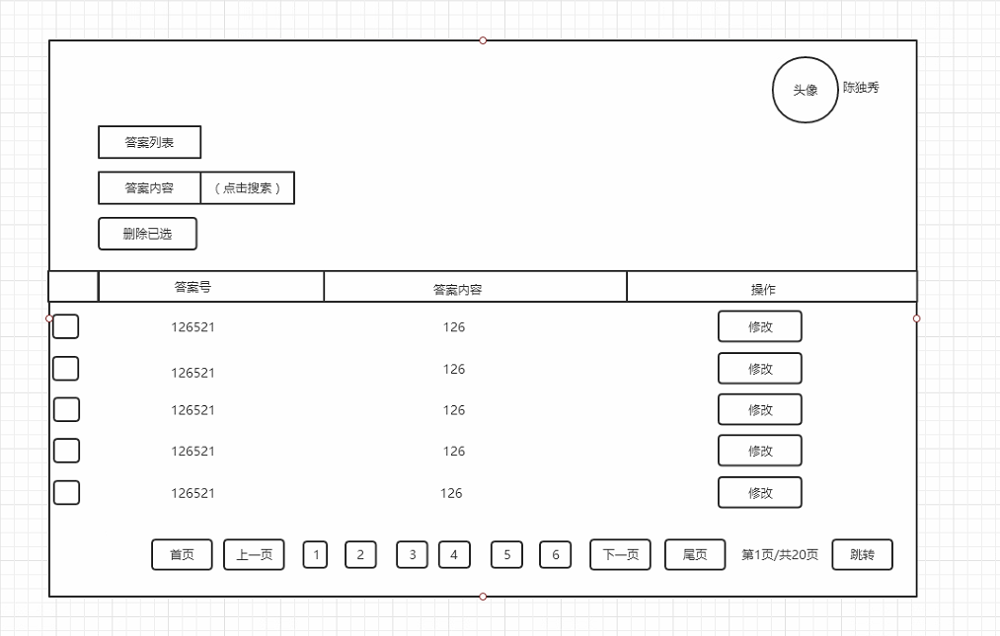 头像 陈独秀
答案列表
答案内容 （点击搜索）
删除已选
答案号 答案内容 操作
126521 126 修改
126521 126 修改
126521 126 修改
126521 126 修改
126521 126 修改
首页 上一页 1 2 3 4 5 6 下一页 尾页 第1页/共20页 跳转